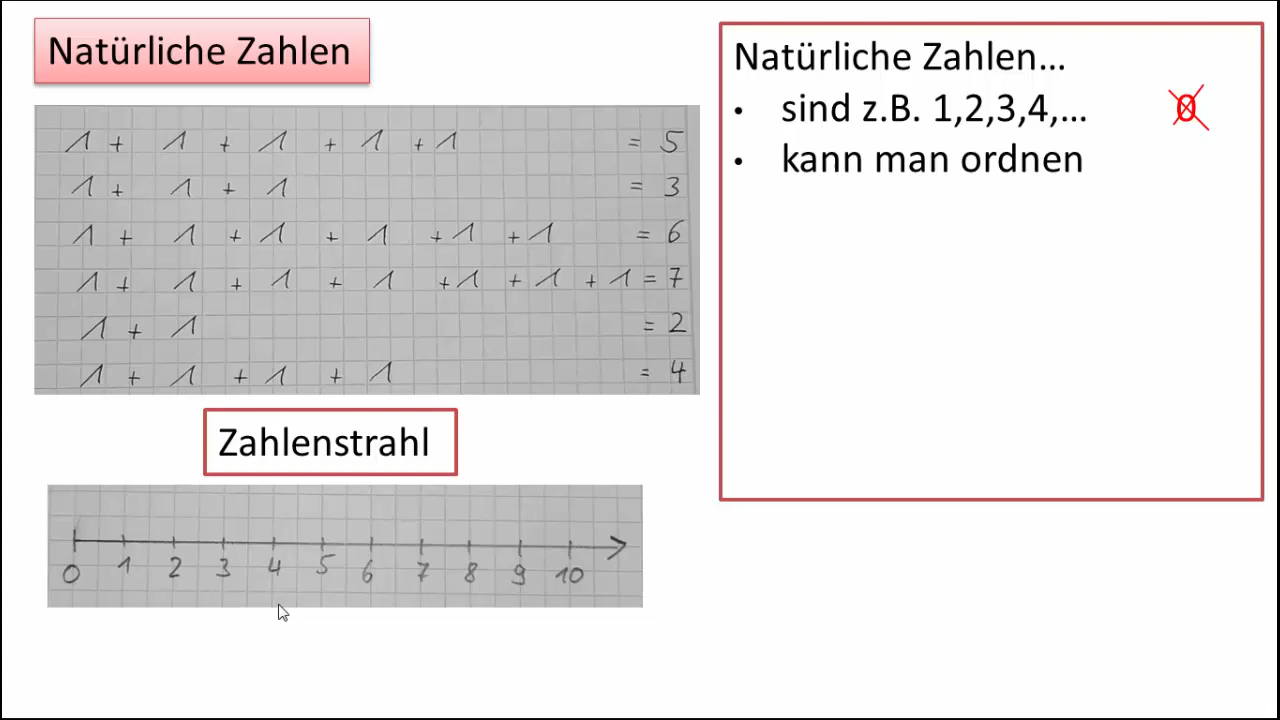 Natürliche Zahlen
1 + 1 + 1 + 1 + 1 = 5
1 + 1 + 1 = 3
1 + 1 + 1 + 1 + 1 + 1 = 6
1 + 1 + 1 + 1 + 1 + 1 + 1 = 7
1 + 1 = 2
1 + 1 + 1 + 1 = 4
Zahlenstrahl
0 1 2 3 4 5 6 7 8 9 10
Natürliche Zahlen...
• sind z.B. 1,2,3,4,... 0
• kann man ordnen